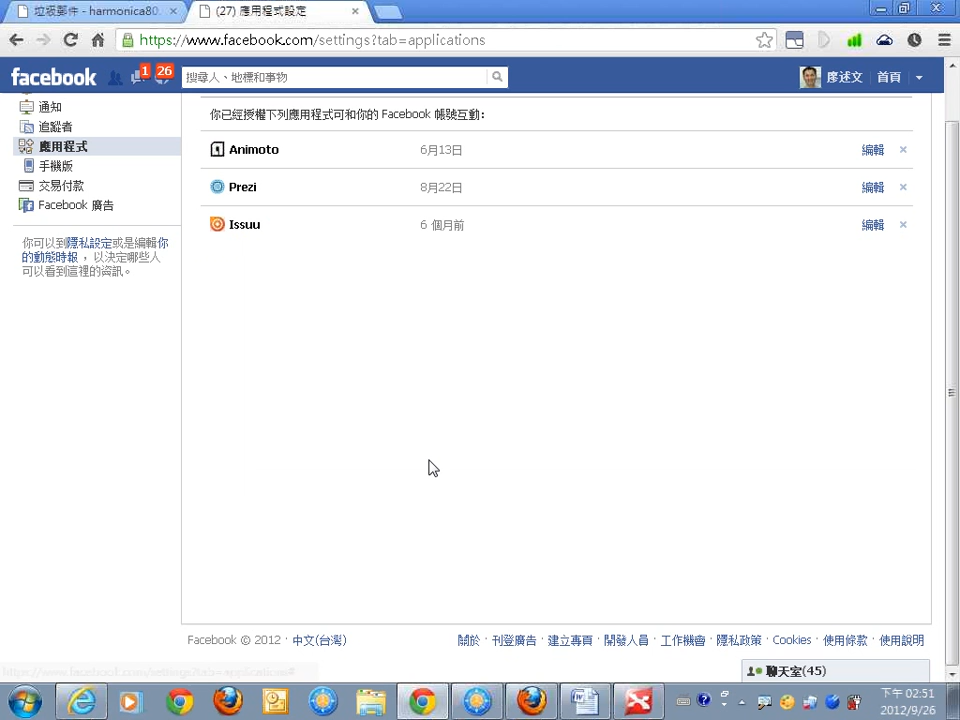 垃圾郵件 - harmonica80
(27) 應用程式設定
https://www.facebook.com/settings?tab=applications
facebook
1
26
搜尋人、地標和事物
廖述文
首頁
通知
追蹤者
應用程式
手機版
交易付款
Facebook 廣告
你可以到隱私設定或是編輯你
的動態時報，以決定哪些人
可以看到這裡的資訊。
你已經授權下列應用程式可和你的 Facebook 帳號互動:
Animoto 6月13日 編輯 ×
Prezi 8月22日 編輯 ×
Issuu 6 個月前 編輯 ×
Facebook © 2012 · 中文(台灣)
關於 · 刊登廣告 · 建立專頁 · 開發人員 · 工作機會 · 隱私政策 · Cookies · 使用條款 · 使用說明
https://www.facebook.com/settings?tab=applications#
聊天室(45)
下午 02:51
2012/9/26